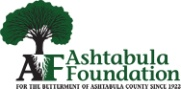 AF Ashtabula
Foundation
FOR THE BETTERMENT OF ASHTABULA COUNTY SINCE 1922